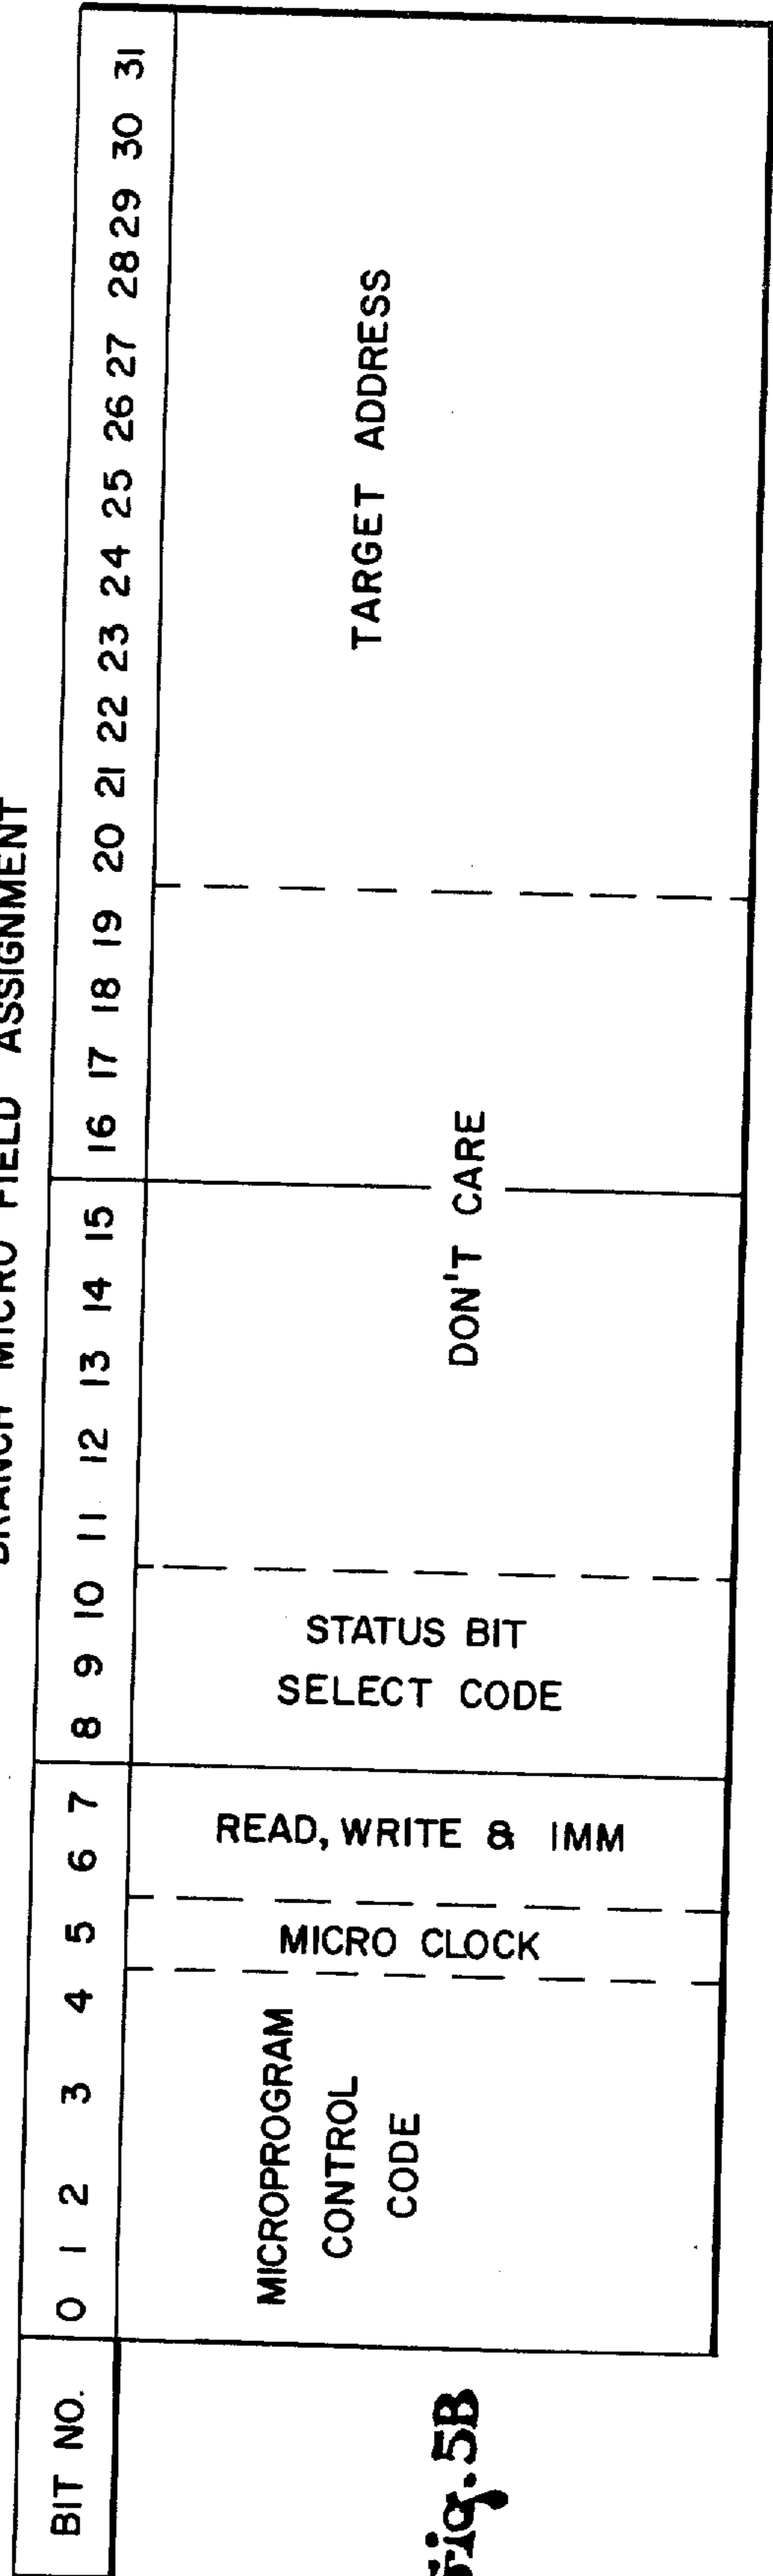 BRANCH MICRO FIELD ASSIGNMENT
BIT NO. 0 1 2 3 4 5 6 7 8 9 10 11 12 13 14 15 16 17 18 19 20 21 22 23 24 25 26 27 28 29 30 31
MICROPROGRAM
CONTROL
CODE
MICRO CLOCK
READ, WRITE & IMM
STATUS BIT
SELECT CODE
DON'T CARE
TARGET ADDRESS
Fig. 5B